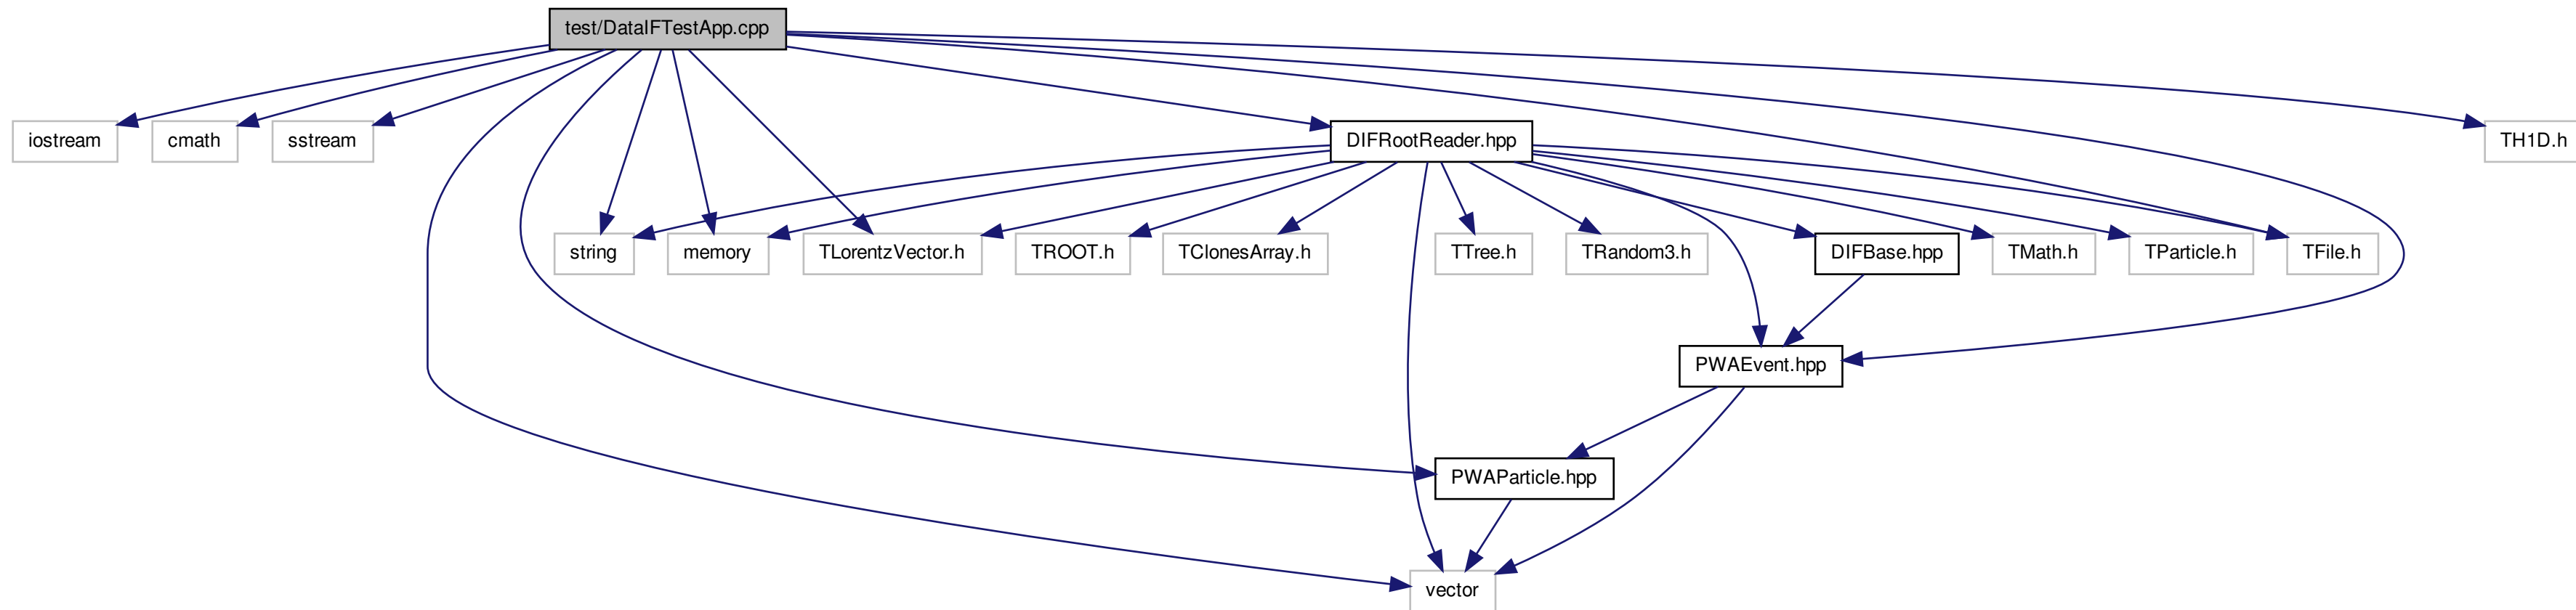 test/DataIFTestApp.cpp
iostream
cmath
sstream
DIFRootReader.hpp
TH1D.h
string
memory
TLorentzVector.h
TROOT.h
TClonesArray.h
TTree.h
TRandom3.h
DIFBase.hpp
TMath.h
TParticle.h
TFile.h
PWAEvent.hpp
PWAParticle.hpp
vector